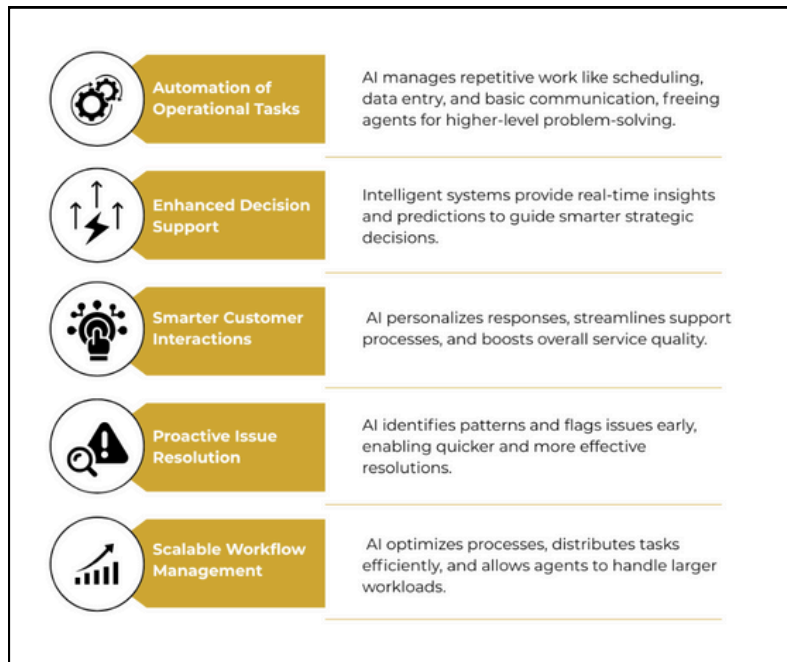 Automation of
Operational Tasks
AI manages repetitive work like scheduling,
data entry, and basic communication, freeing
agents for higher-level problem-solving.
Enhanced Decision
Support
Intelligent systems provide real-time insights
and predictions to guide smarter strategic
decisions.
Smarter Customer
Interactions
AI personalizes responses, streamlines support
processes, and boosts overall service quality.
Proactive Issue
Resolution
AI identifies patterns and flags issues early,
enabling quicker and more effective
resolutions.
Scalable Workflow
Management
AI optimizes processes, distributes tasks
efficiently, and allows agents to handle larger
workloads.